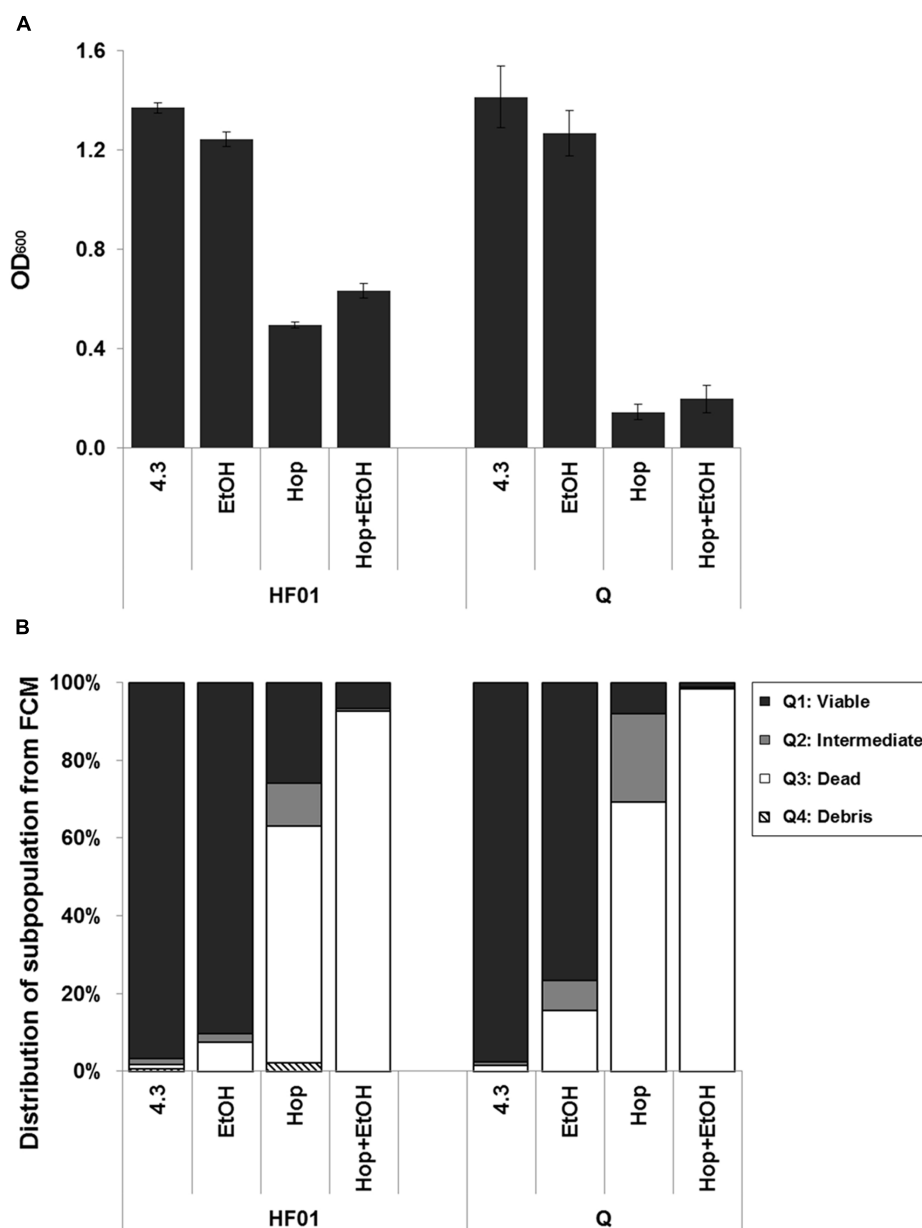 A
1.6
1.2
0.8
0.4
0.0
OD600
4.3
EtOH
Hop
Hop+EtOH
4.3
EtOH
Hop
Hop+EtOH
HF01
Q
B
100%
80%
60%
40%
20%
0%
Distribution of subpopulation from FCM
Q1: Viable
Q2: Intermediate
Q3: Dead
Q4: Debris
4.3
EtOH
Hop
Hop+EtOH
4.3
EtOH
Hop
Hop+EtOH
HF01
Q